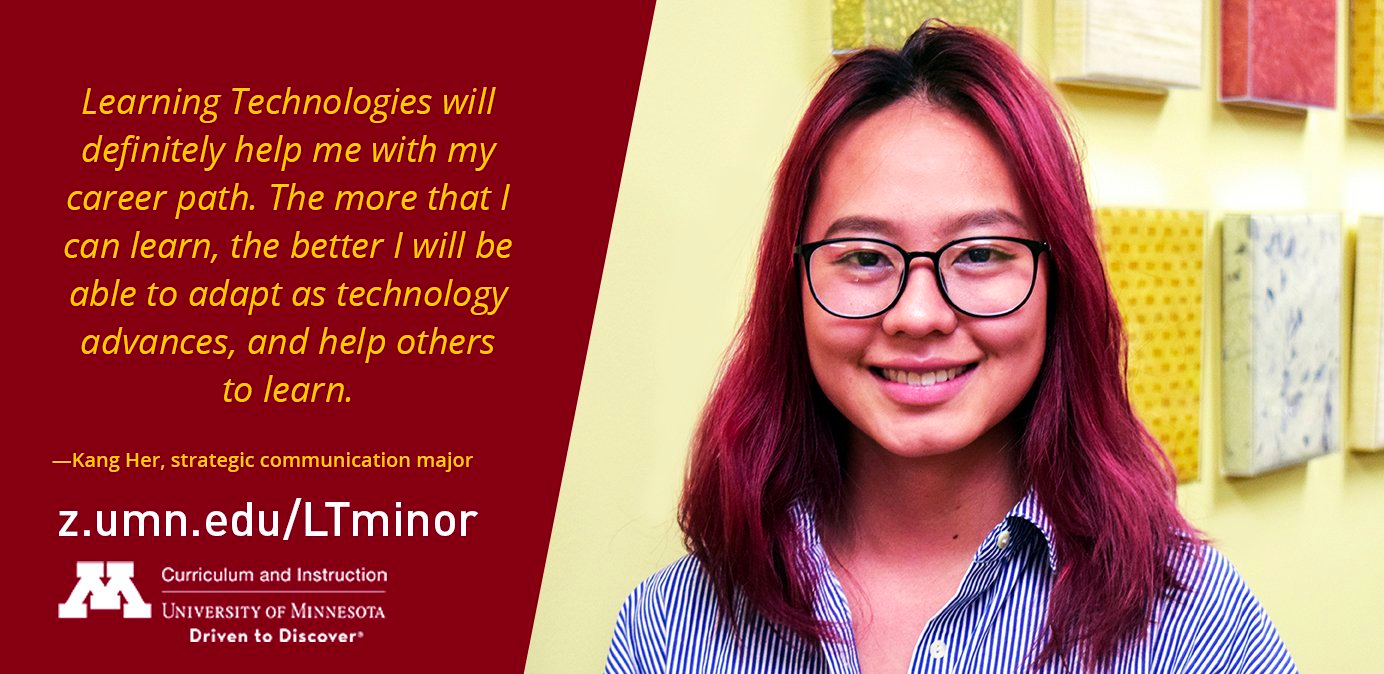 Learning Technologies will
definitely help me with my
career path. The more that I
can learn, the better I will be
able to adapt as technology
advances, and help others
to learn.
—Kang Her, strategic communication major
z.umn.edu/LTminor
M
Curriculum and Instruction
UNIVERSITY OF MINNESOTA
Driven to Discover®